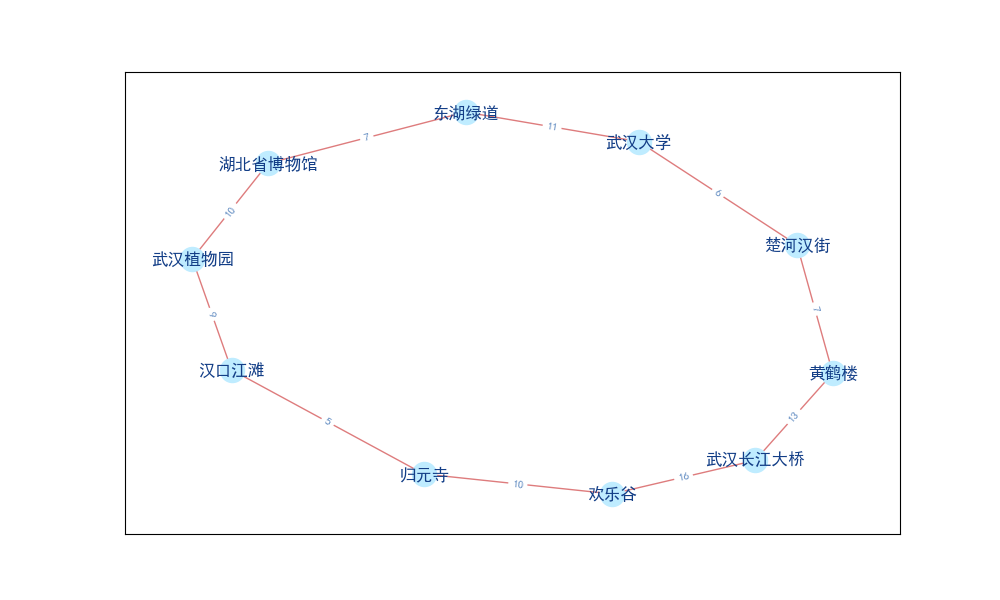 东湖绿道
11
7
武汉大学
湖北省博物馆
6
10
楚河汉街
武汉植物园
7
9
汉口江滩
黄鹤楼
13
5
武汉长江大桥
归元寺
16
10
欢乐谷